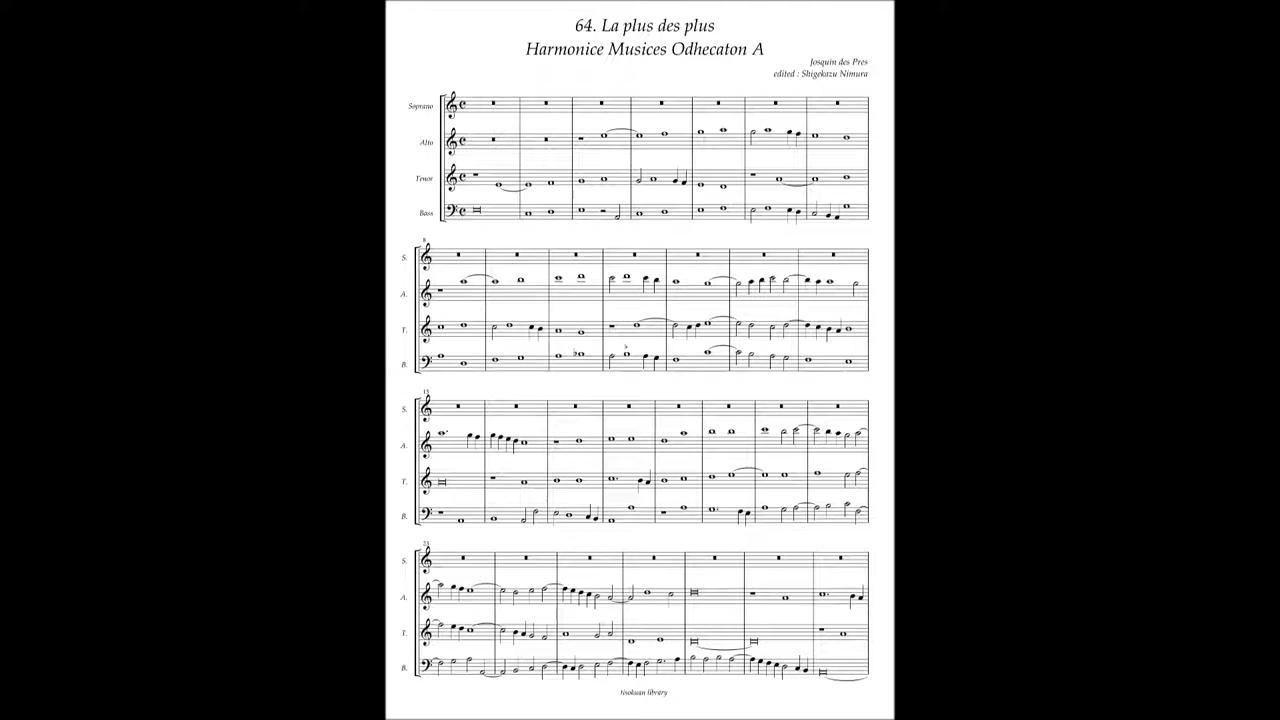 64. La plus des plus
Harmonice Musices Odhecaton A
Josquin des Pres
edited : Shigekazu Nimura
Soprano
Alto
Tenor
Bass
8
S.
A.
T.
B.
15
S.
A.
T.
B.
23
S.
A.
T.
B.
tisokuan library